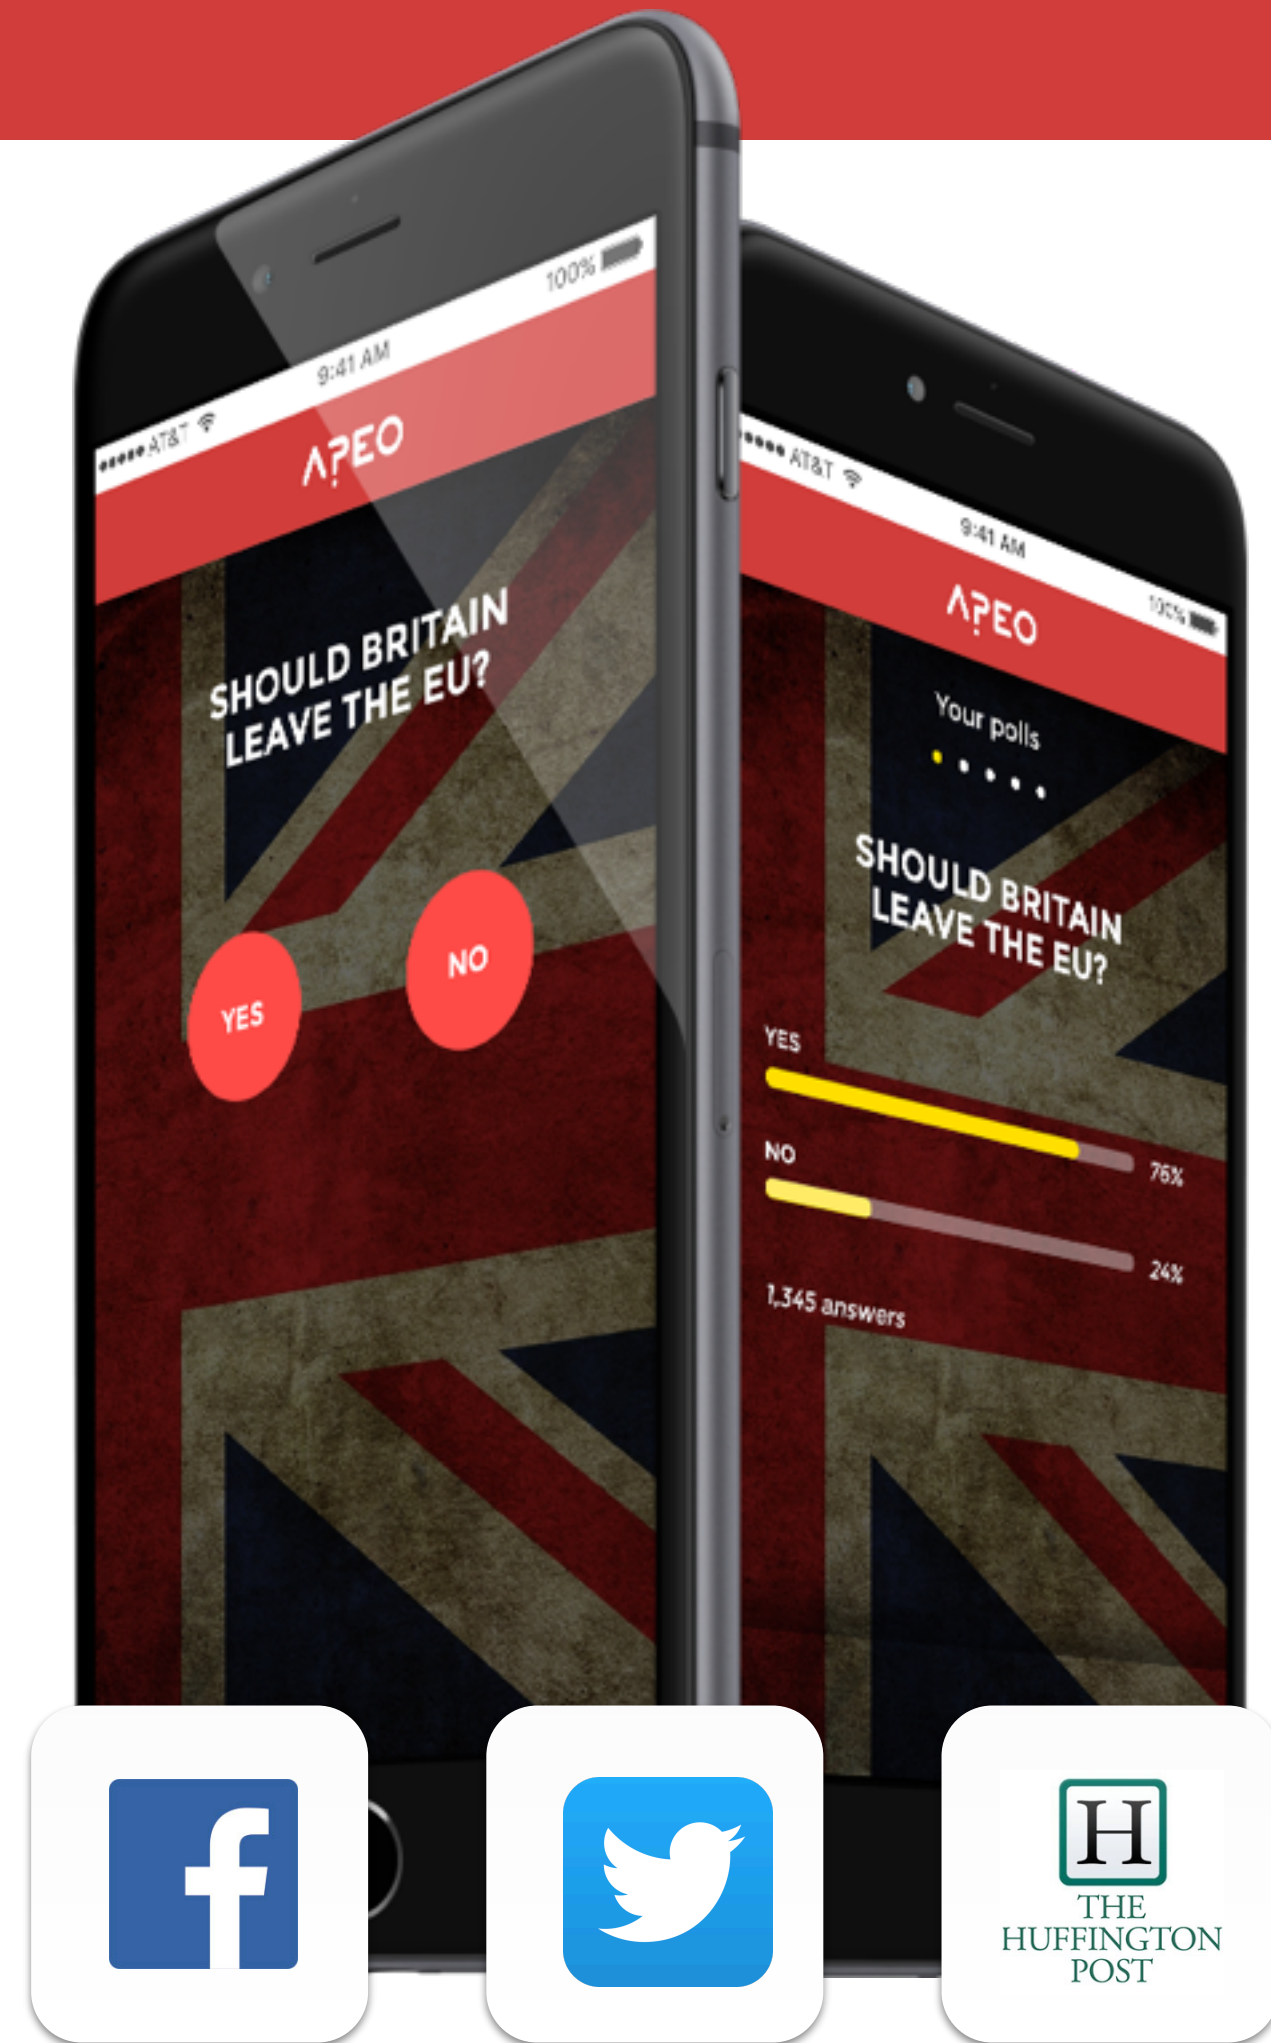 AT&T
9:41 AM
100%
APEO
SHOULD BRITAIN
LEAVE THE EU?
YES
NO
AT&T
9:41 AM
100%
APEO
Your polls
SHOULD BRITAIN
LEAVE THE EU?
YES
76%
NO
24%
1,345 answers
f
H
THE
HUFFINGTON
POST